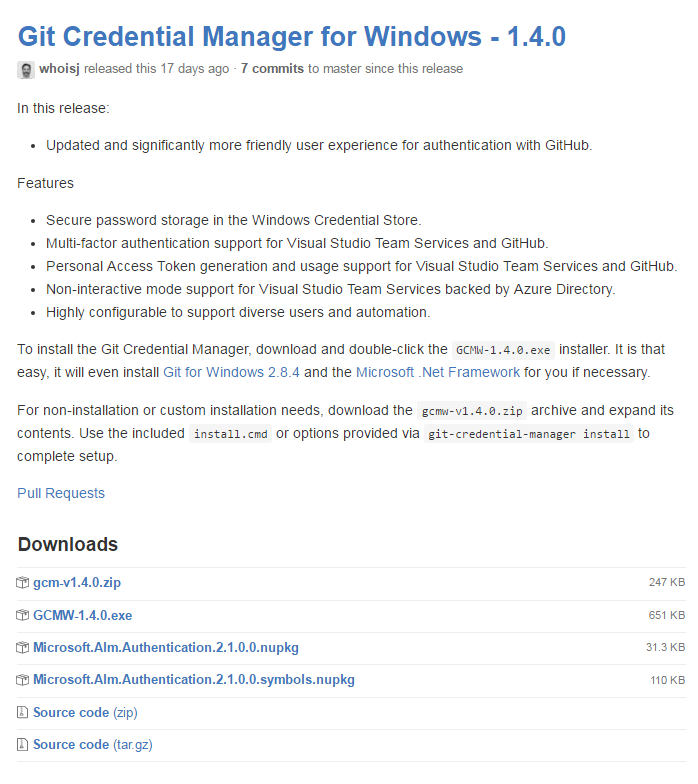 Git Credential Manager for Windows - 1.4.0
whoisj released this 17 days ago · 7 commits to master since this release
In this release:
• Updated and significantly more friendly user experience for authentication with GitHub.
Features
• Secure password storage in the Windows Credential Store.
• Multi-factor authentication support for Visual Studio Team Services and GitHub.
• Personal Access Token generation and usage support for Visual Studio Team Services and GitHub.
• Non-interactive mode support for Visual Studio Team Services backed by Azure Directory.
• Highly configurable to support diverse users and automation.
To install the Git Credential Manager, download and double-click the GCMW-1.4.0.exe installer. It is that
easy, it will even install Git for Windows 2.8.4 and the Microsoft .Net Framework for you if necessary.
For non-installation or custom installation needs, download the gcmw-v1.4.0.zip archive and expand its
contents. Use the included install.cmd or options provided via git-credential-manager install to
complete setup.
Pull Requests
Downloads
gcm-v1.4.0.zip 247 KB
GCMW-1.4.0.exe 651 KB
Microsoft.Alm.Authentication.2.1.0.0.nupkg 31.3 KB
Microsoft.Alm.Authentication.2.1.0.0.symbols.nupkg 110 KB
Source code (zip)
Source code (tar.gz)